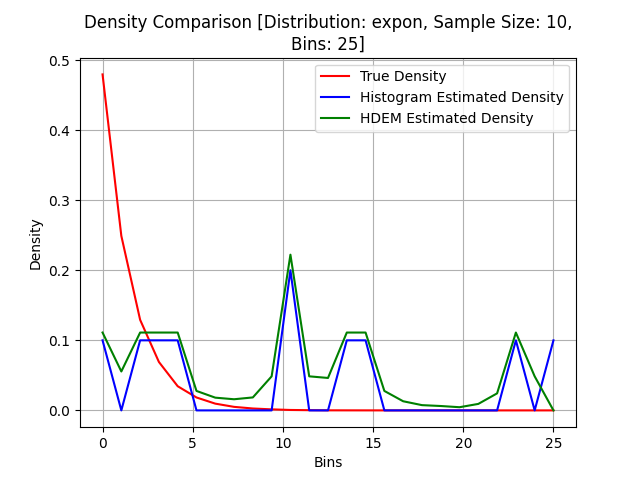 Density Comparison [Distribution: expon, Sample Size: 10,
Bins: 25]
True Density
Histogram Estimated Density
HDEM Estimated Density
Density
0.5
0.4
0.3
0.2
0.1
0.0
0 5 10 15 20 25
Bins